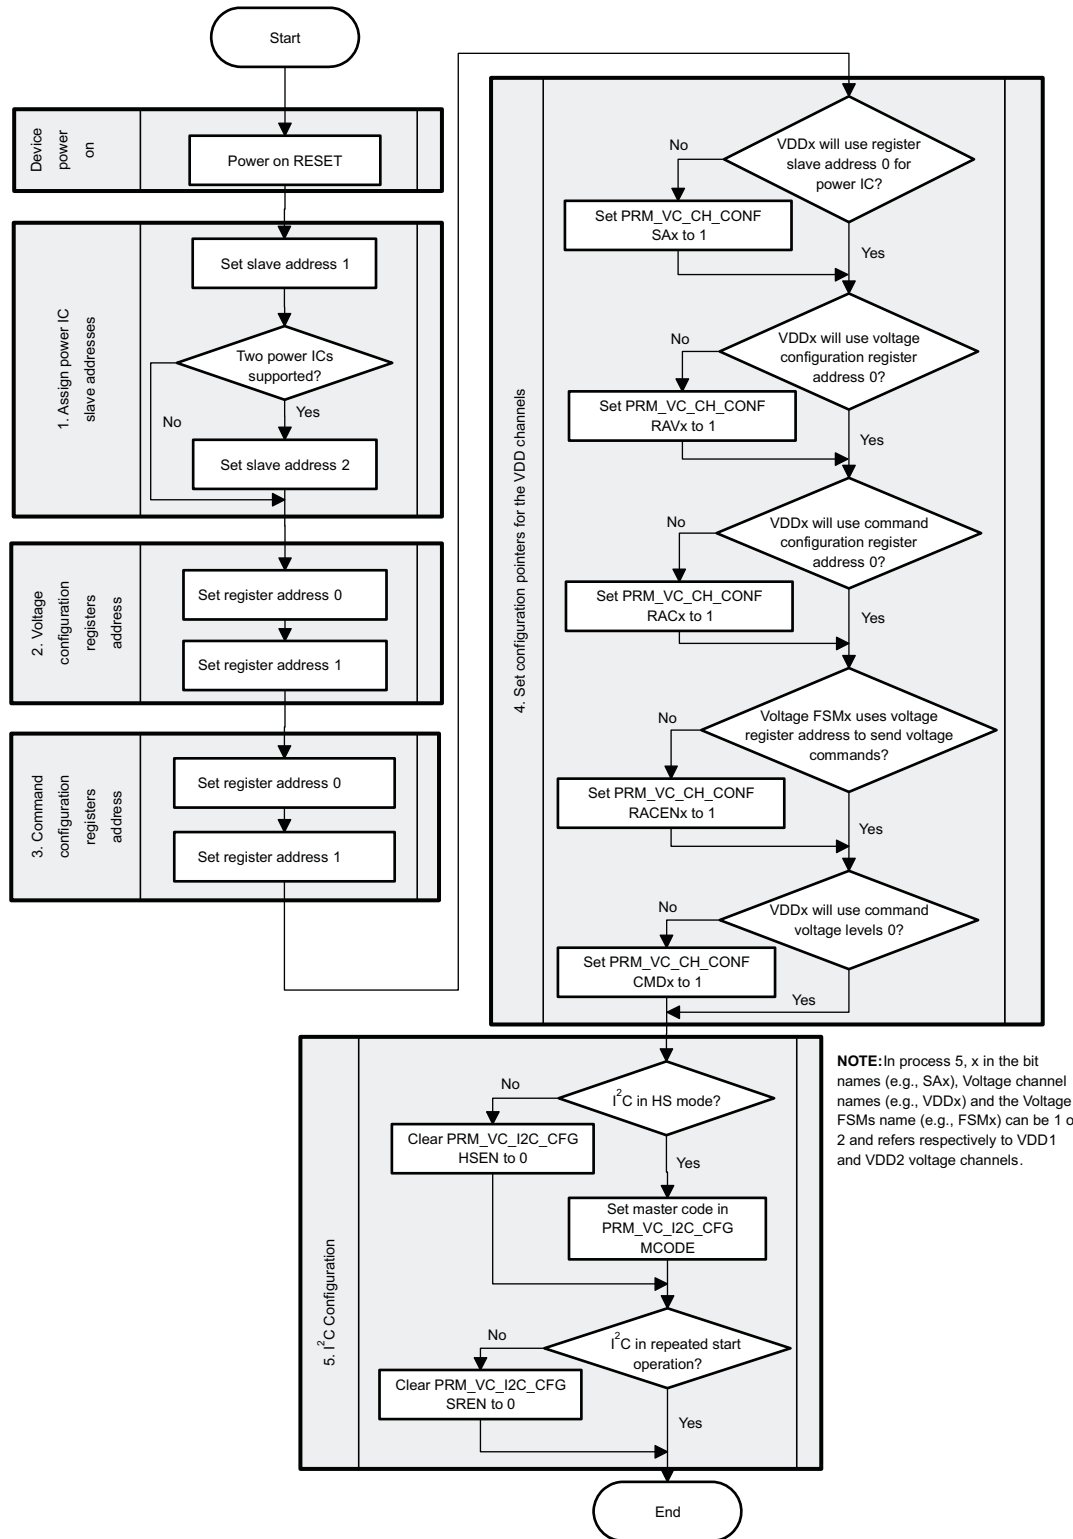 Start
Device
power
on
Power on RESET
1. Assign power IC
slave addresses
Set slave address 1
Two power ICs
supported?
No
Yes
Set slave address 2
2. Voltage
configuration
registers
address
Set register address 0
Set register address 1
3. Command
configuration
registers
address
Set register address 0
Set register address 1
4. Set configuration pointers for the VDD channels
VDDx will use register
slave address 0 for
power IC?
No
Set PRM_VC_CH_CONF
SAx to 1
Yes
VDDx will use voltage
configuration register
address 0?
No
Set PRM_VC_CH_CONF
RAVx to 1
Yes
VDDx will use command
configuration register
address 0?
No
Set PRM_VC_CH_CONF
RACx to 1
Yes
Voltage FSMx uses voltage
register address to send voltage
commands?
No
Set PRM_VC_CH_CONF
RACENx to 1
Yes
VDDx will use command
voltage levels 0?
No
Set PRM_VC_CH_CONF
CMDx to 1
Yes
NOTE: In process 5, x in the bit
names (e.g., SAx), Voltage channel
names (e.g., VDDx) and the Voltage
FSMs name (e.g., FSMx) can be 1 o
2 and refers respectively to VDD1
and VDD2 voltage channels.
5. I²C Configuration
I²C in HS mode?
No
Clear PRM_VC_I2C_CFG
HSEN to 0
Yes
Set master code in
PRM_VC_I2C_CFG
MCODE
I²C in repeated start
operation?
No
Clear PRM_VC_I2C_CFG
SREN to 0
Yes
End